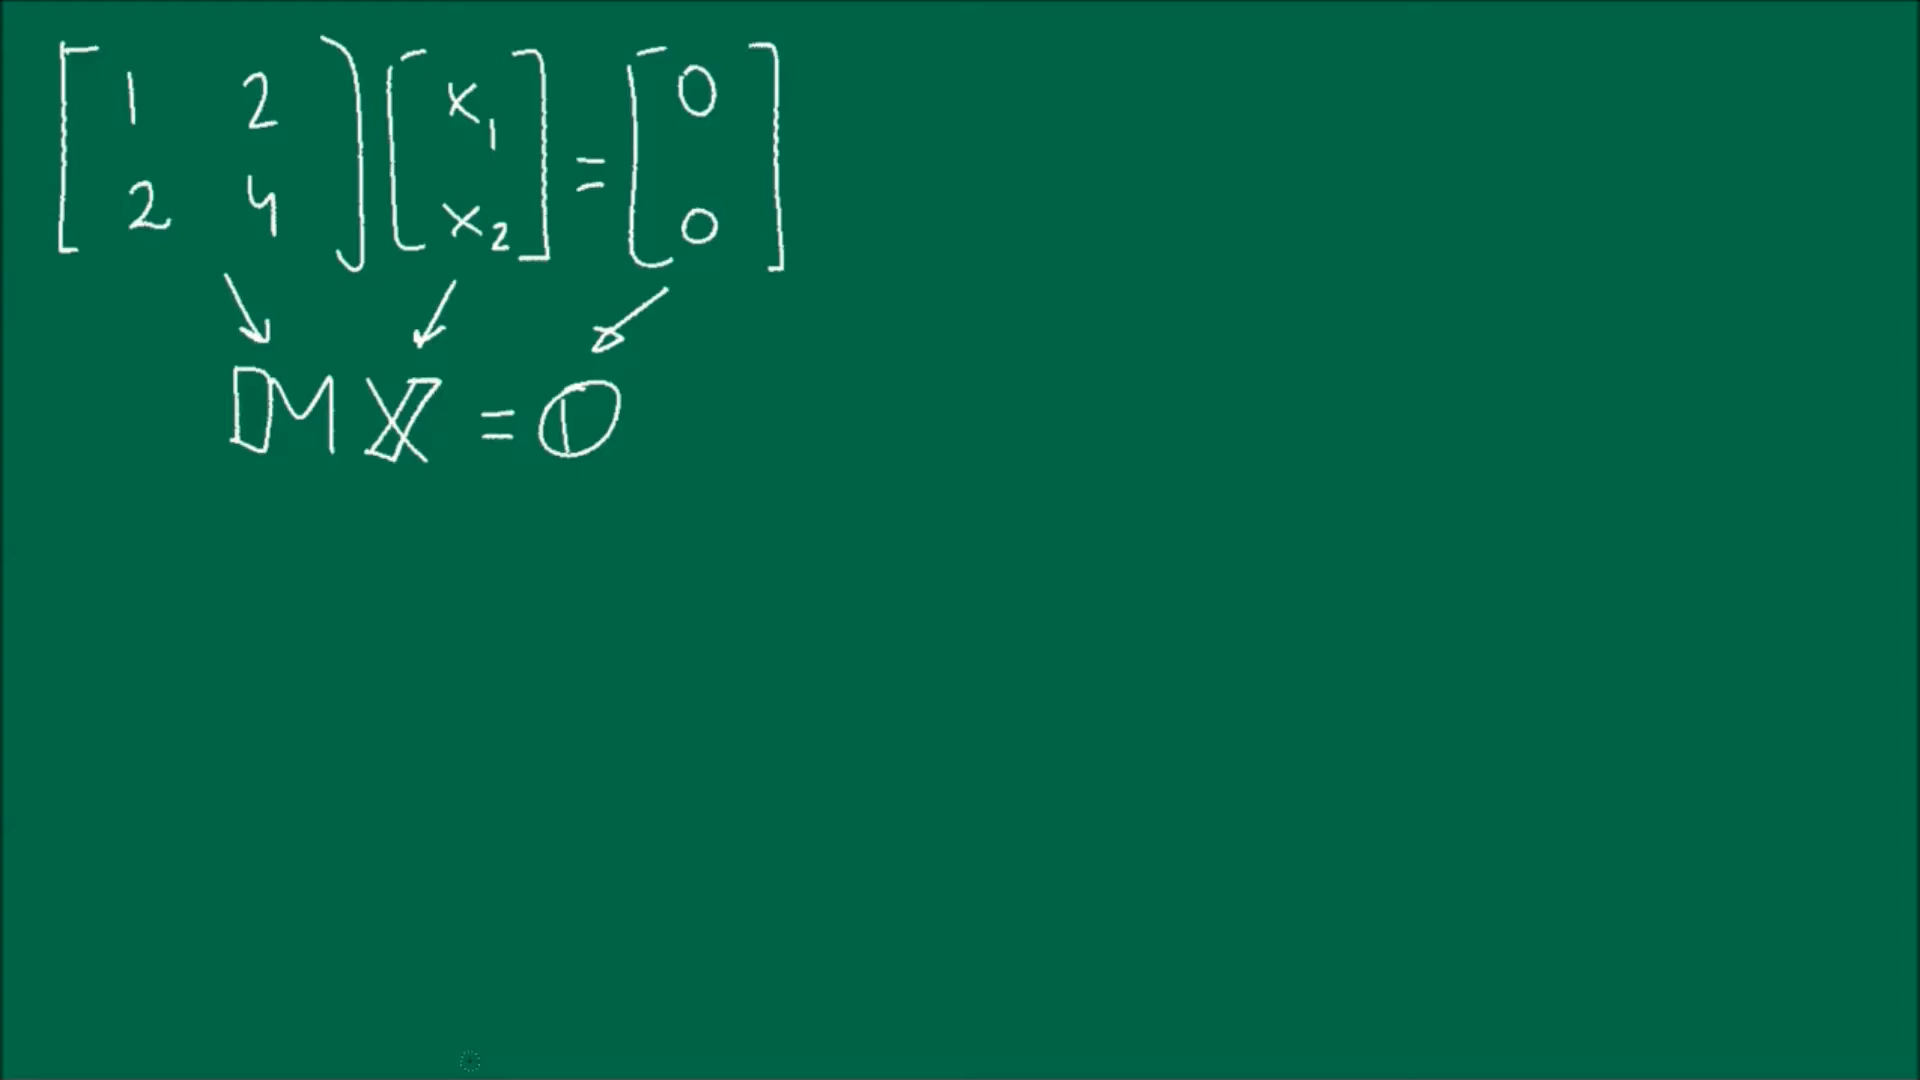 [ 1 2 ) [ x₁ ] = [ 0 ]
[ 2 4 ) [ x₂ ] = [ 0 ]
𝕄 𝕏 = 𝕆